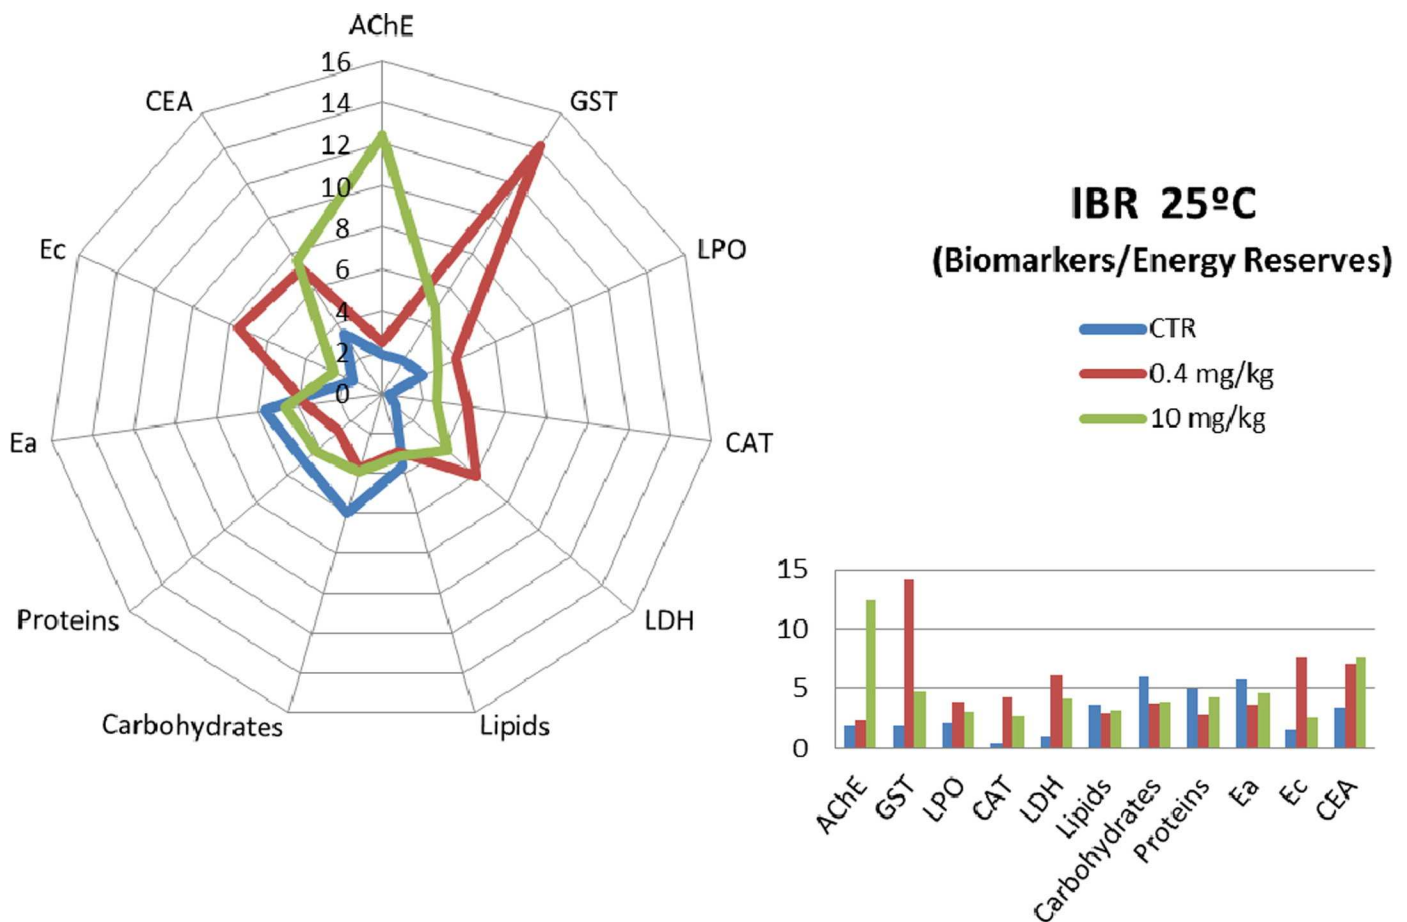 AChE
16
14
12
10
8
6
4
2
0
GST
LPO
CAT
LDH
Lipids
Carbohydrates
Proteins
Ea
Ec
CEA
IBR 25ºC
(Biomarkers/Energy Reserves)
CTR
0.4 mg/kg
10 mg/kg
15
10
5
0
AChE
GST
LPO
CAT
LDH
Lipids
Carbohydrates
Proteins
Ea
Ec
CEA